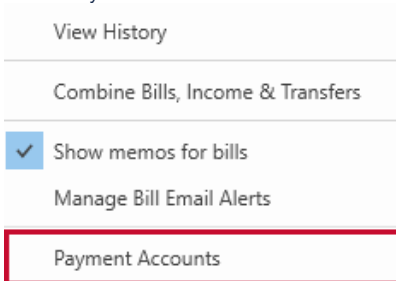 View History
Combine Bills, Income & Transfers
Show memos for bills
Manage Bill Email Alerts
Payment Accounts